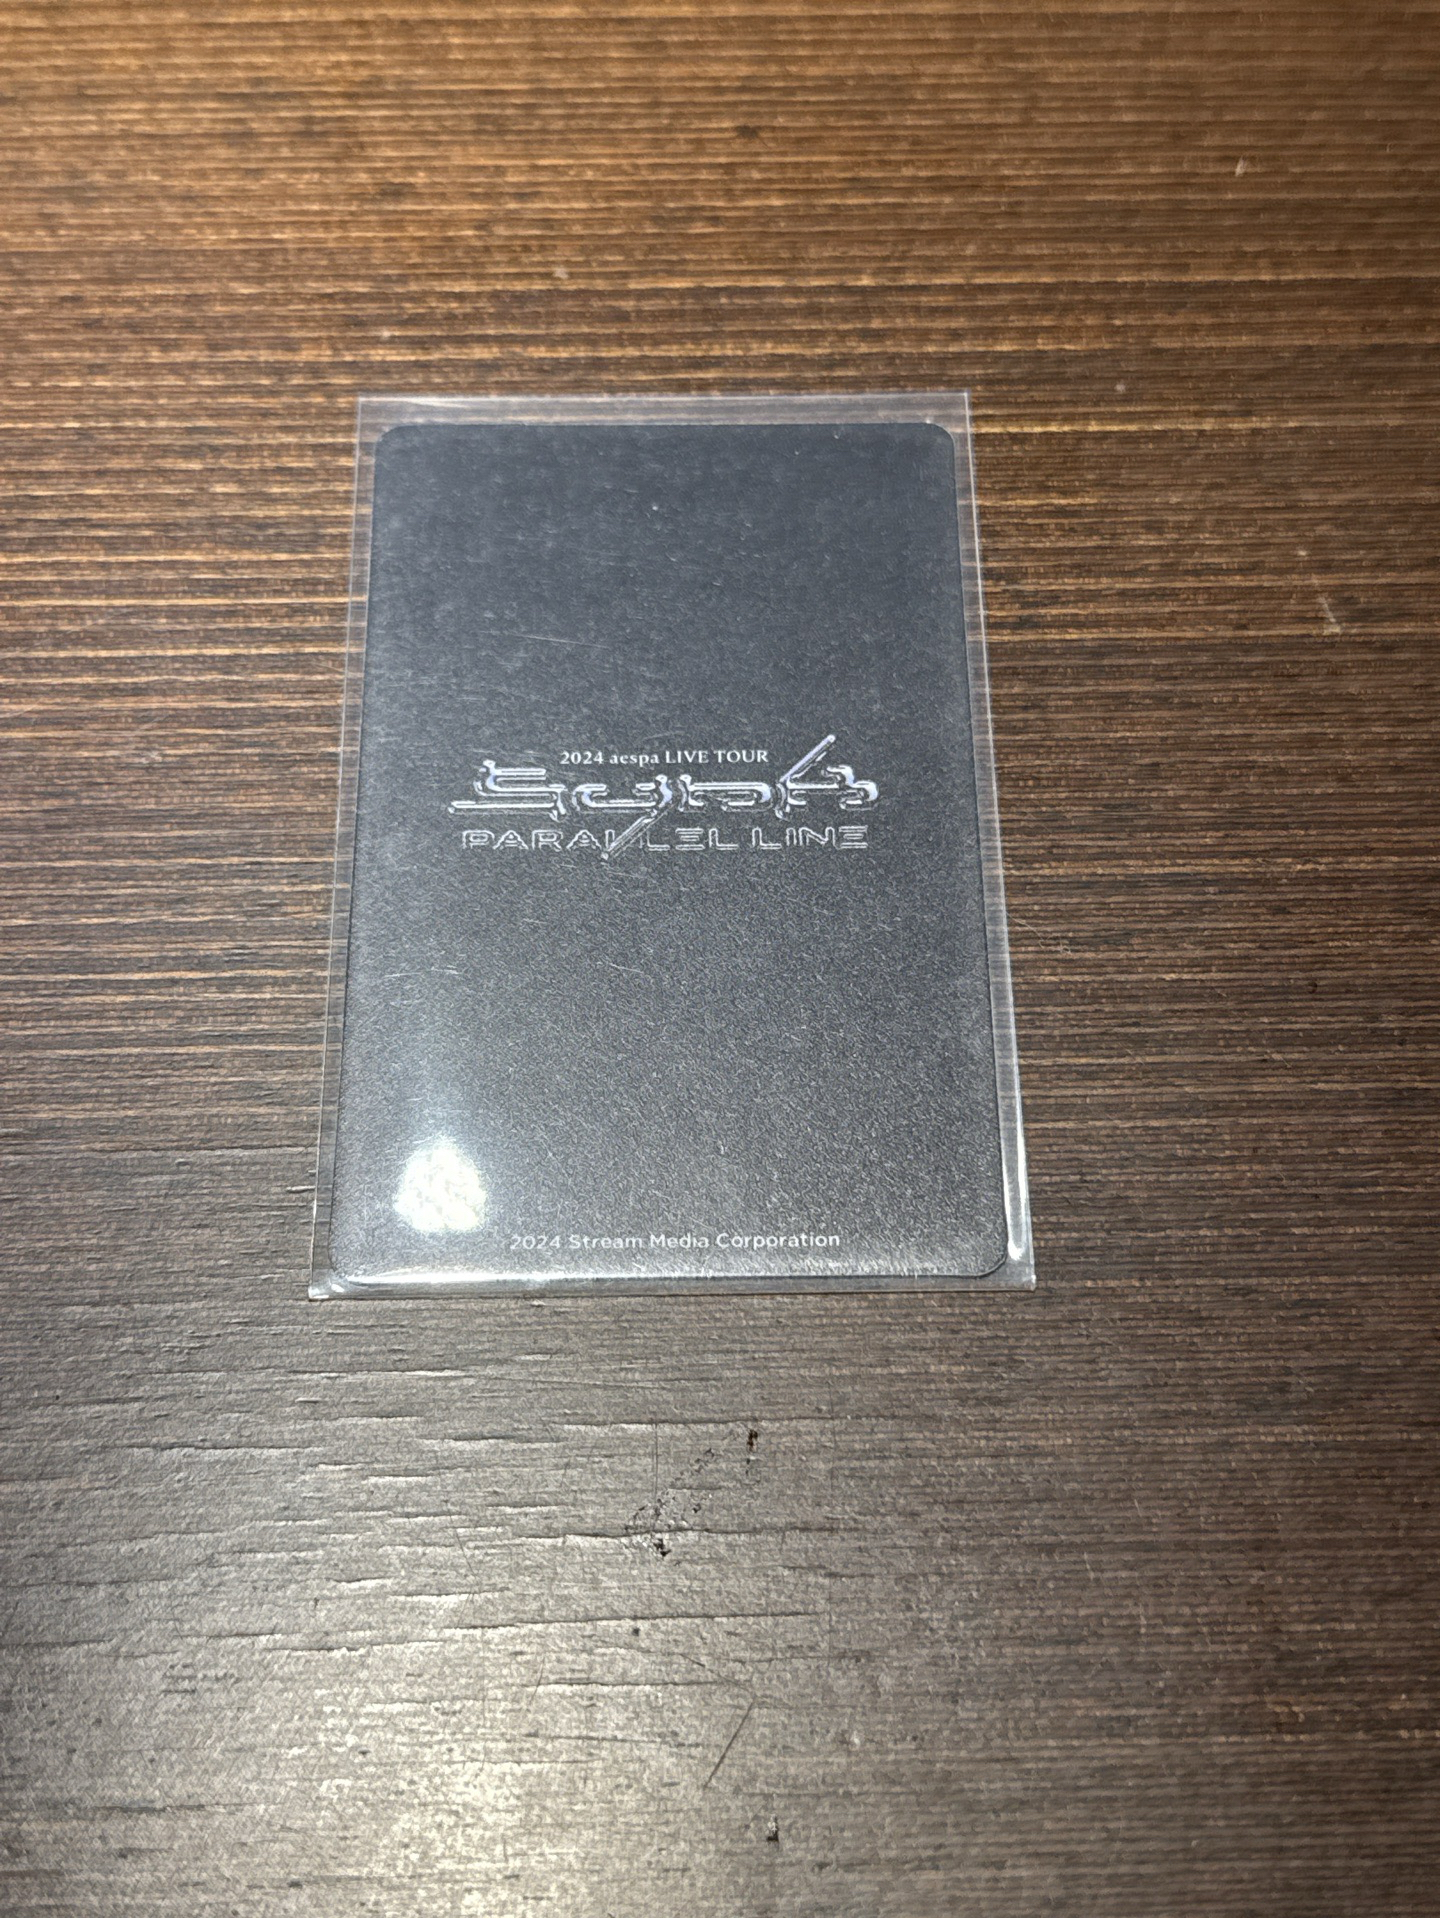 2024 aespa LIVE TOUR
SYNK
PARALLEL LINE
2024 Stream Media Corporation